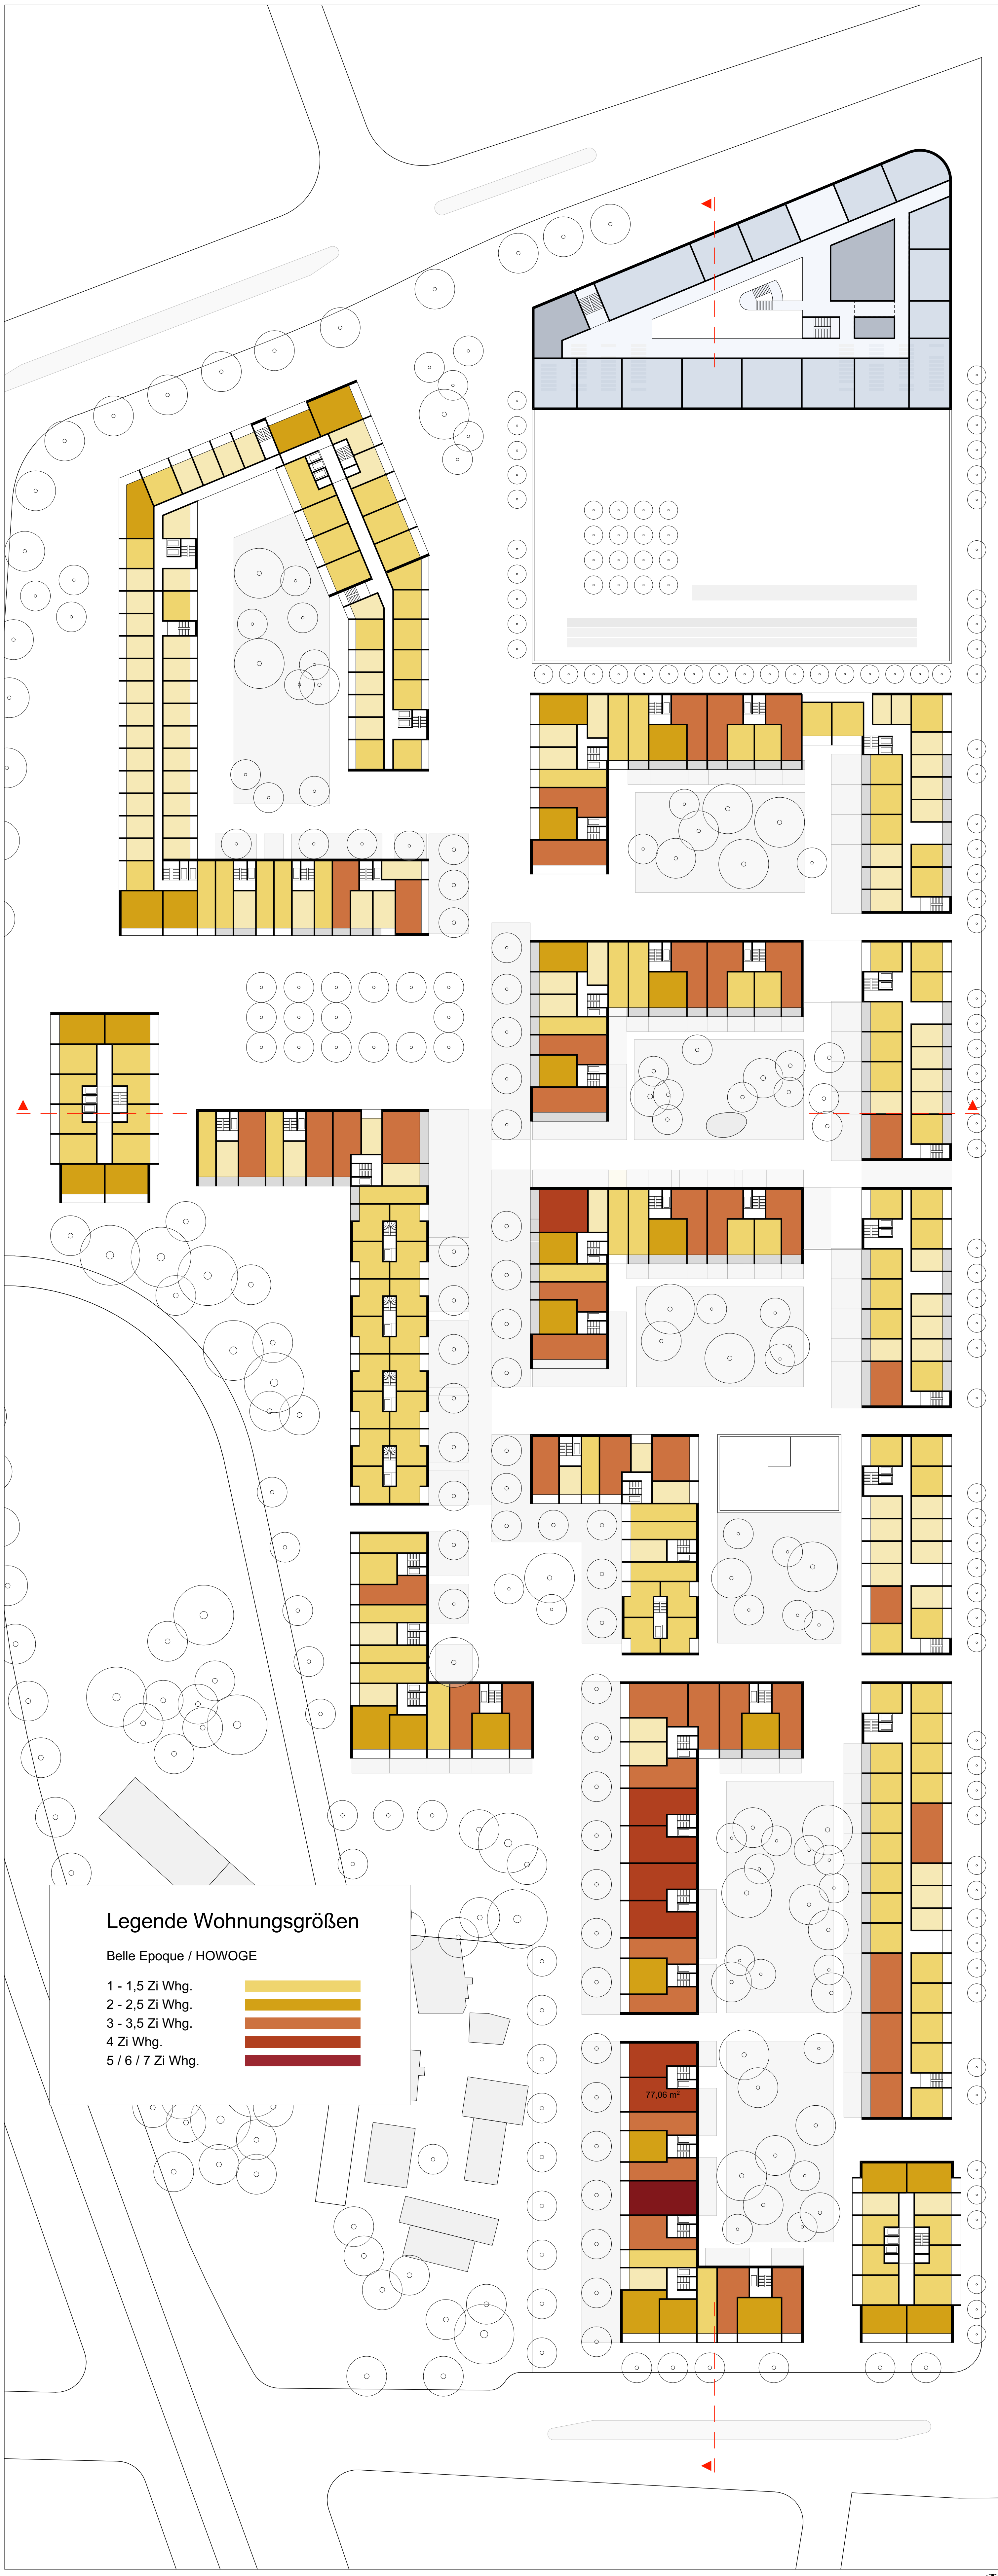 Legende Wohnungsgrößen
Belle Epoque / HOWOGE
1 - 1,5 Zi Whg.
2 - 2,5 Zi Whg.
3 - 3,5 Zi Whg.
4 Zi Whg.
5 / 6 / 7 Zi Whg.
77,06 m²